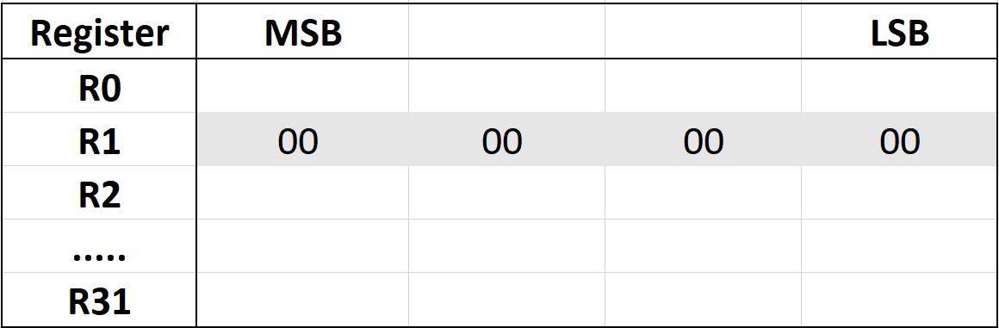 Register MSB LSB
R0
R1 00 00 00 00
R2
.....
R31